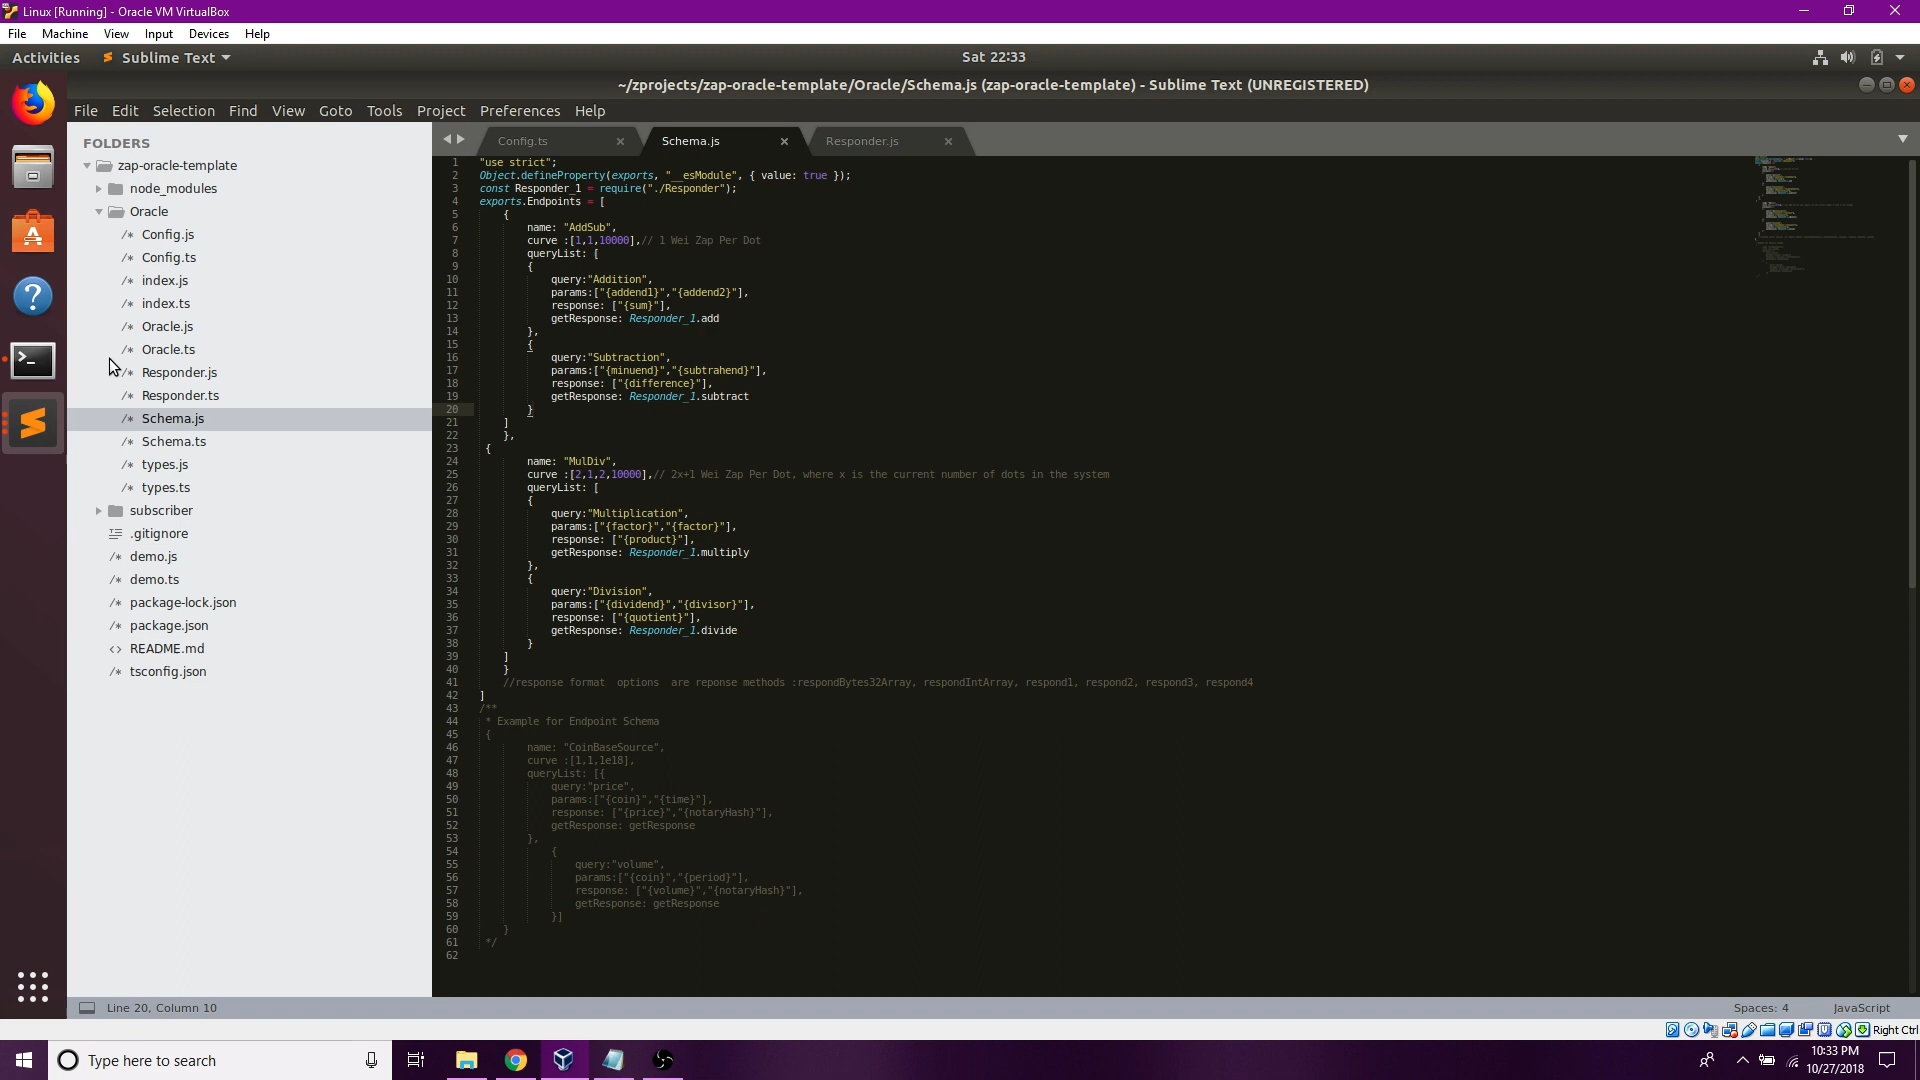 Linux [Running] - Oracle VM VirtualBox
File Machine View Input Devices Help
Activities Sublime Text Sat 22:33
~/zprojects/zap-oracle-template/Oracle/Schema.js (zap-oracle-template) - Sublime Text (UNREGISTERED)
File Edit Selection Find View Goto Tools Project Preferences Help
FOLDERS
zap-oracle-template
node_modules
Oracle
/* Config.js
/* Config.ts
/* index.js
/* index.ts
/* Oracle.js
/* Oracle.ts
/* Responder.js
/* Responder.ts
/* Schema.js
/* Schema.ts
/* types.js
/* types.ts
subscriber
.gitignore
/* demo.js
/* demo.ts
/* package-lock.json
/* package.json
<> README.md
/* tsconfig.json
Config.ts × Schema.js × Responder.js ×
1 "use strict";
2 Object.defineProperty(exports, "__esModule", { value: true });
3 const Responder_1 = require("./Responder");
4 exports.Endpoints = [
5 {
6 name: "AddSub",
7 curve :[1,1,10000],// 1 Wei Zap Per Dot
8 queryList: [
9 {
10 query:"Addition",
11 params:["{addend1}","{addend2}"],
12 response: ["{sum}"],
13 getResponse: Responder_1.add
14 },
15 {
16 query:"Subtraction",
17 params:["{minuend}","{subtrahend}"],
18 response: ["{difference}"],
19 getResponse: Responder_1.subtract
20 }
21 ]
22 },
23 {
24 name: "MulDiv",
25 curve :[2,1,2,10000],// 2x+1 Wei Zap Per Dot, where x is the current number of dots in the system
26 queryList: [
27 {
28 query:"Multiplication",
29 params:["{factor}","{factor}"],
30 response: ["{product}"],
31 getResponse: Responder_1.multiply
32 },
33 {
34 query:"Division",
35 params:["{dividend}","{divisor}"],
36 response: ["{quotient}"],
37 getResponse: Responder_1.divide
38 }
39 ]
40 }
41 //response format  options  are reponse methods :respondBytes32Array, respondIntArray, respond1, respond2, respond3, respond4
42 ]
43 /**
44 * Example for Endpoint Schema
45 {
46 name: "CoinBaseSource",
47 curve :[1,1,1e18],
48 queryList: [{
49 query:"price",
50 params:["{coin}","{time}"],
51 response: ["{price}","{notaryHash}"],
52 getResponse: getResponse
53 },
54 {
55 query:"volume",
56 params:["{coin}","{period}"],
57 response: ["{volume}","{notaryHash}"],
58 getResponse: getResponse
59 }]
60 }
61 */
62
Line 20, Column 10 Spaces: 4 JavaScript
Right Ctrl
Type here to search
10:33 PM
10/27/2018